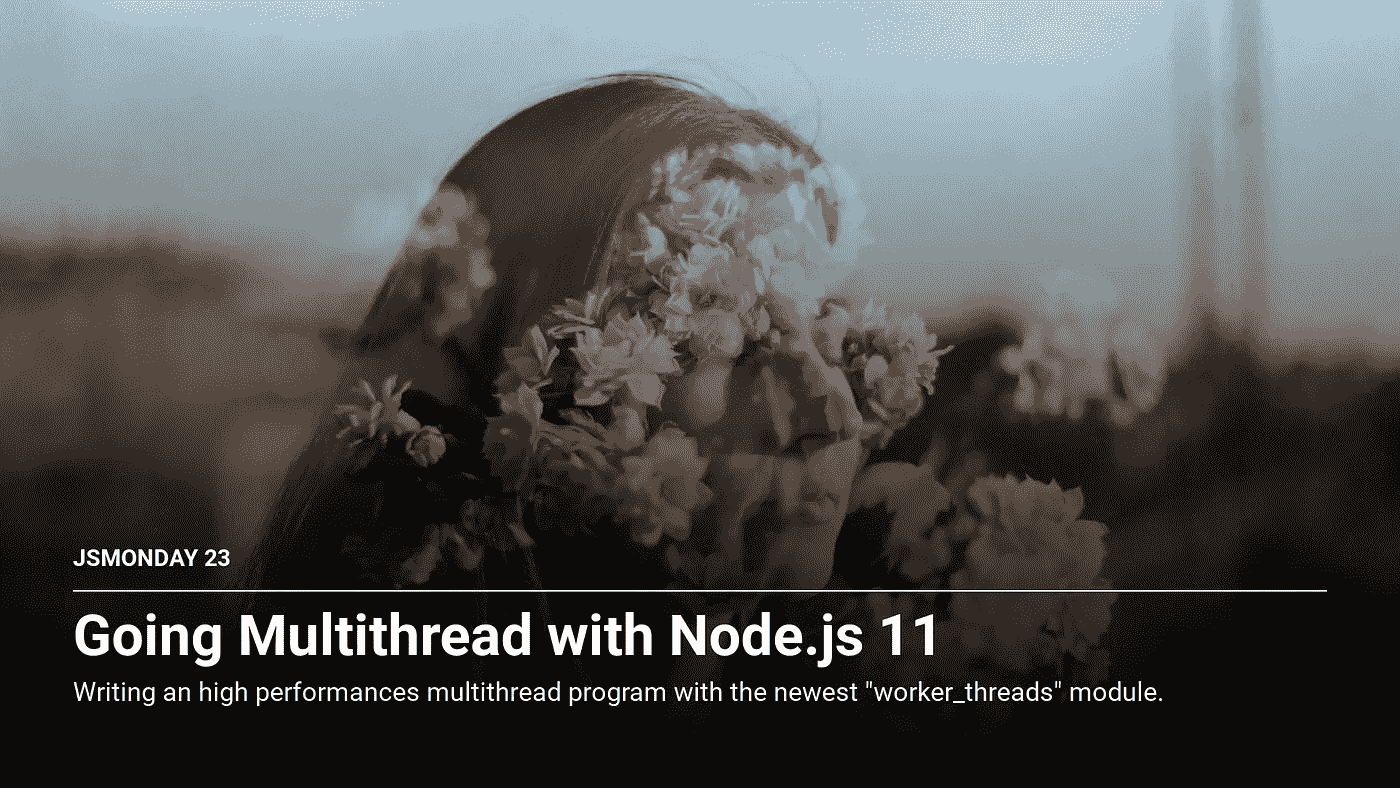 JSMONDAY 23
Going Multithread with Node.js 11
Writing an high performances multithread program with the newest "worker_threads" module.